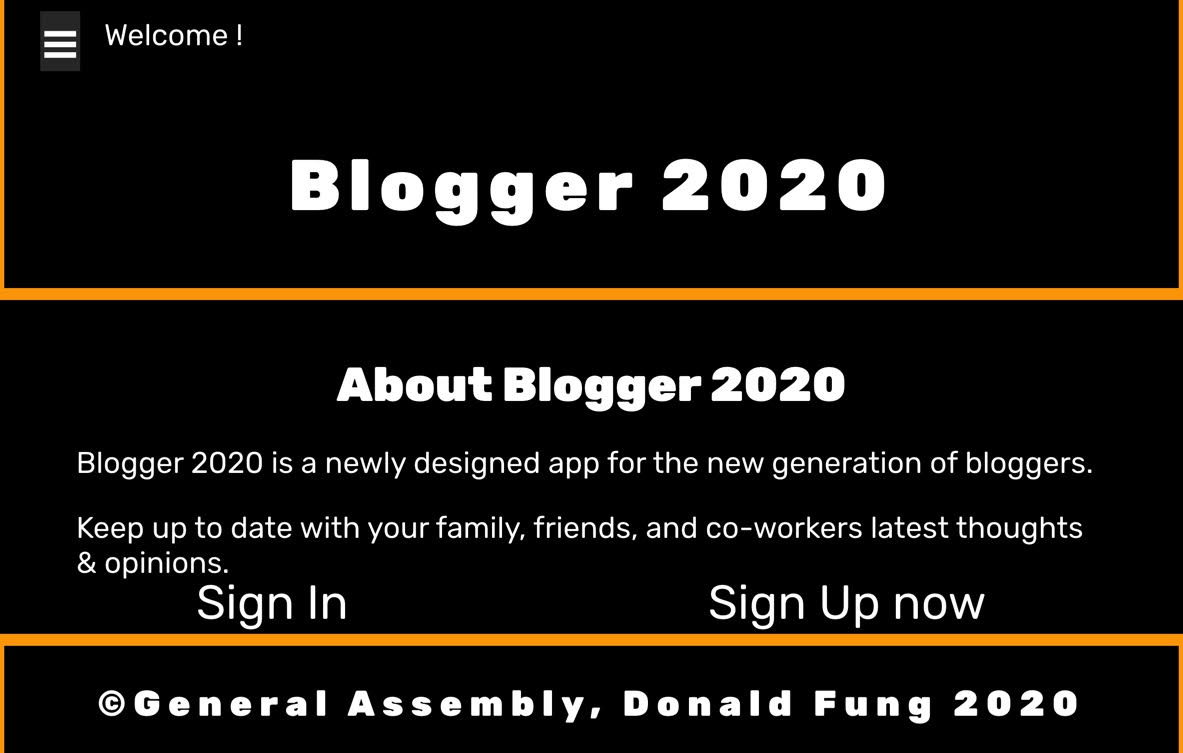 Welcome !
Blogger 2020
About Blogger 2020
Blogger 2020 is a newly designed app for the new generation of bloggers.
Keep up to date with your family, friends, and co-workers latest thoughts
& opinions.
Sign In
Sign Up now
©General Assembly, Donald Fung 2020